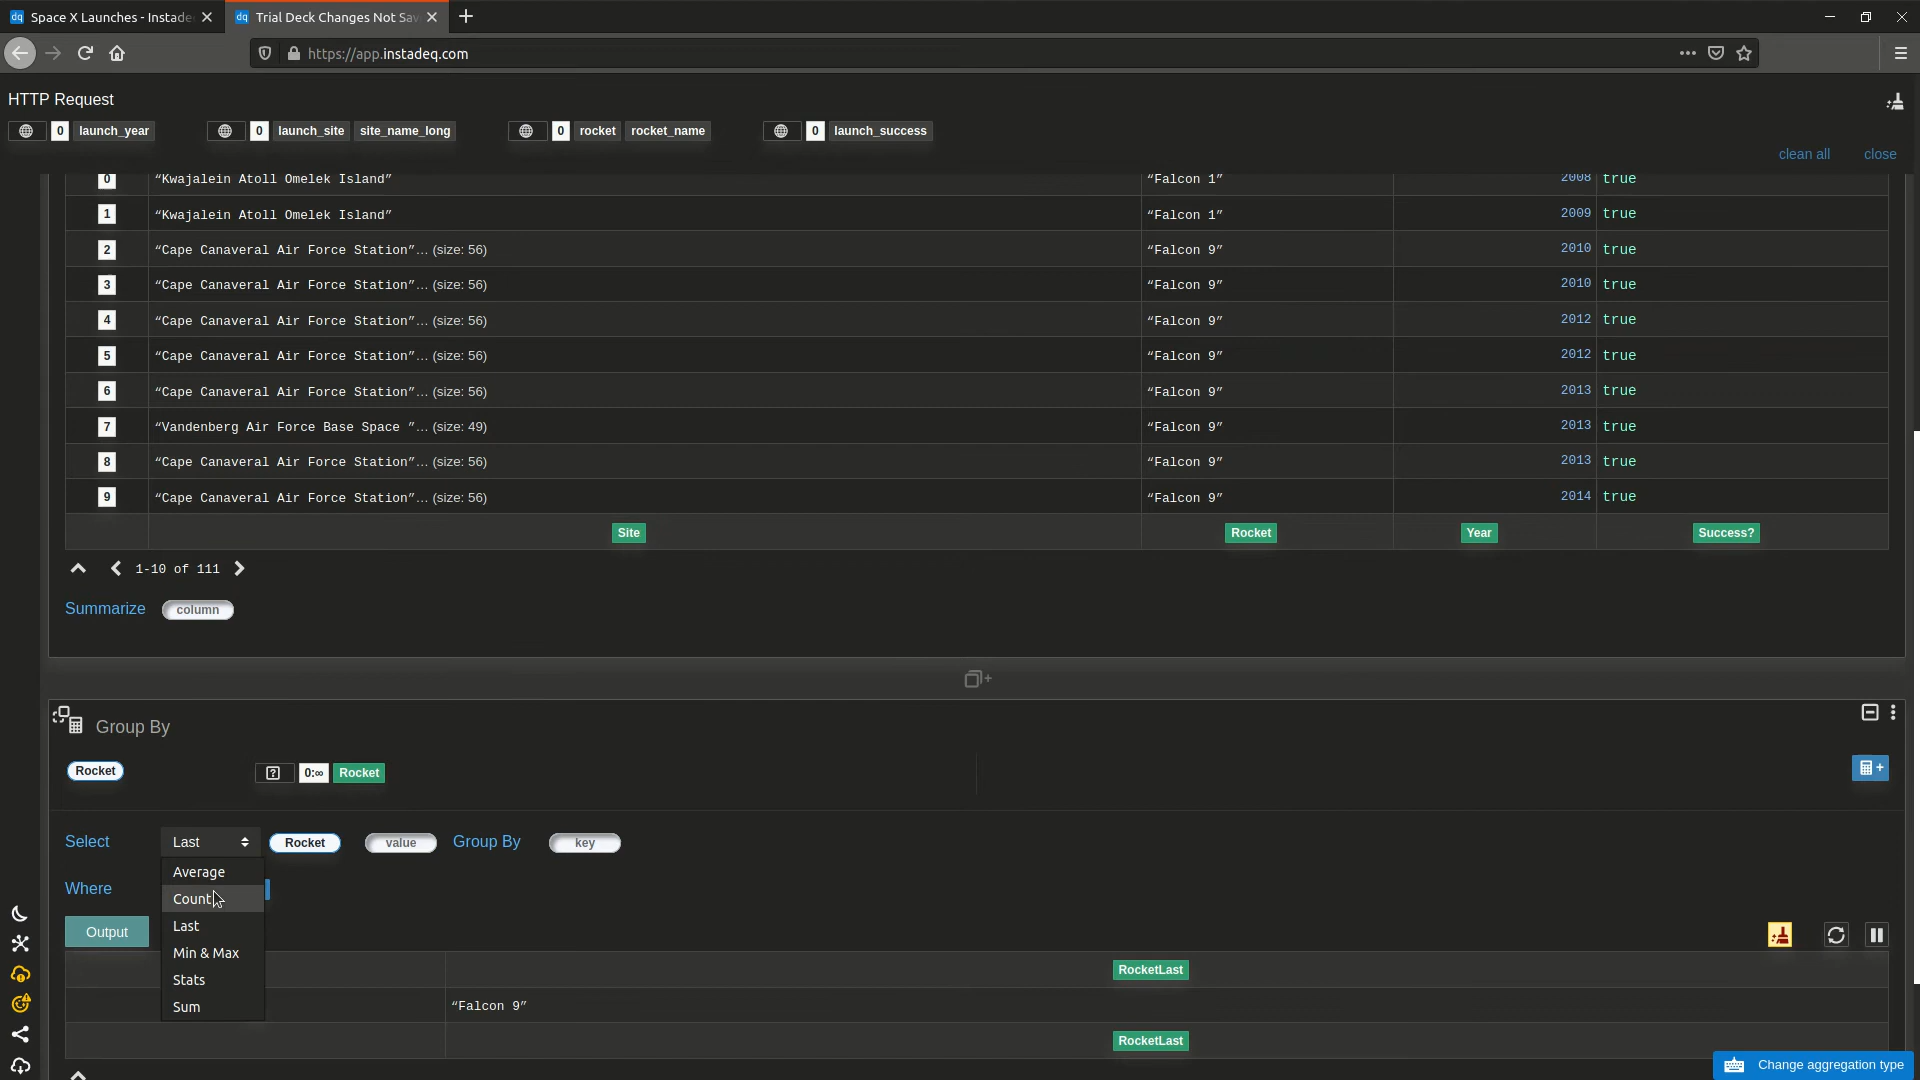 Space X Launches - Instade
Trial Deck Changes Not Sav
https://app.instadeq.com
HTTP Request
0 launch_year 0 launch_site site_name_long 0 rocket rocket_name 0 launch_success
clean all close
0 “Kwajalein Atoll Omelek Island” “Falcon 1” 2008 true
1 “Kwajalein Atoll Omelek Island” “Falcon 1” 2009 true
2 “Cape Canaveral Air Force Station”… (size: 56) “Falcon 9” 2010 true
3 “Cape Canaveral Air Force Station”… (size: 56) “Falcon 9” 2010 true
4 “Cape Canaveral Air Force Station”… (size: 56) “Falcon 9” 2012 true
5 “Cape Canaveral Air Force Station”… (size: 56) “Falcon 9” 2012 true
6 “Cape Canaveral Air Force Station”… (size: 56) “Falcon 9” 2013 true
7 “Vandenberg Air Force Base Space ”… (size: 49) “Falcon 9” 2013 true
8 “Cape Canaveral Air Force Station”… (size: 56) “Falcon 9” 2013 true
9 “Cape Canaveral Air Force Station”… (size: 56) “Falcon 9” 2014 true
Site Rocket Year Success?
1-10 of 111
Summarize column
Group By
Rocket 0:∞ Rocket
Select Last Rocket value Group By key
Average
Where
Count
Last
Output
Min & Max
RocketLast
Stats
Sum
“Falcon 9”
RocketLast
Change aggregation type